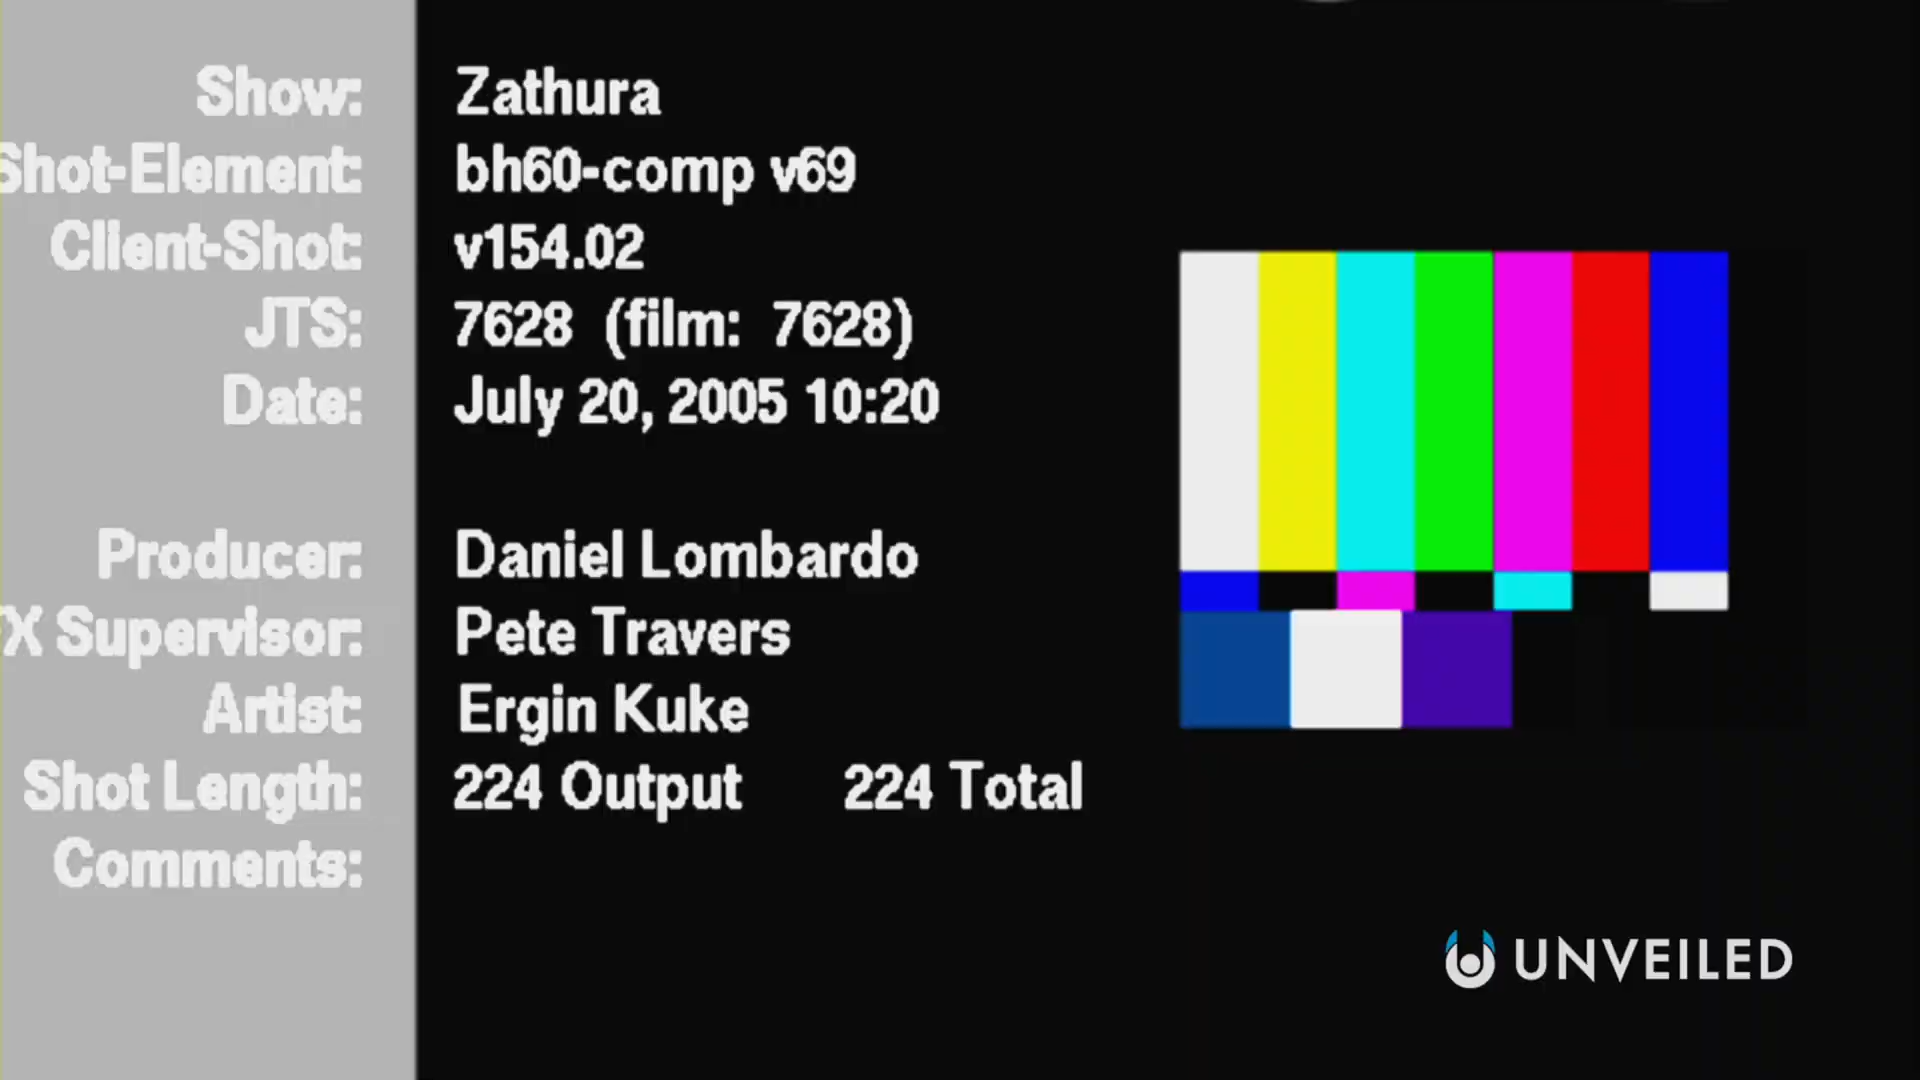 Show: Zathura
Shot-Element: bh60-comp v69
Client-Shot: v154.02
JTS: 7628 (film: 7628)
Date: July 20, 2005 10:20
Producer: Daniel Lombardo
X Supervisor: Pete Travers
Artist: Ergin Kuke
Shot Length: 224 Output 224 Total
Comments:
UNVEILED